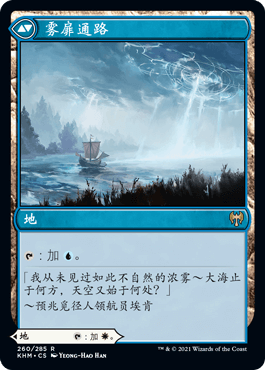 雾扉通路
地
：加。
「我从未见过如此不自然的浓雾～大海止
于何方，天空又始于何处？」
～预兆觅径人领航员埃肯
地
：加。
260/285 R
KHM • CS Yeong-Hao Han
™ & © 2021 Wizards of the Coast